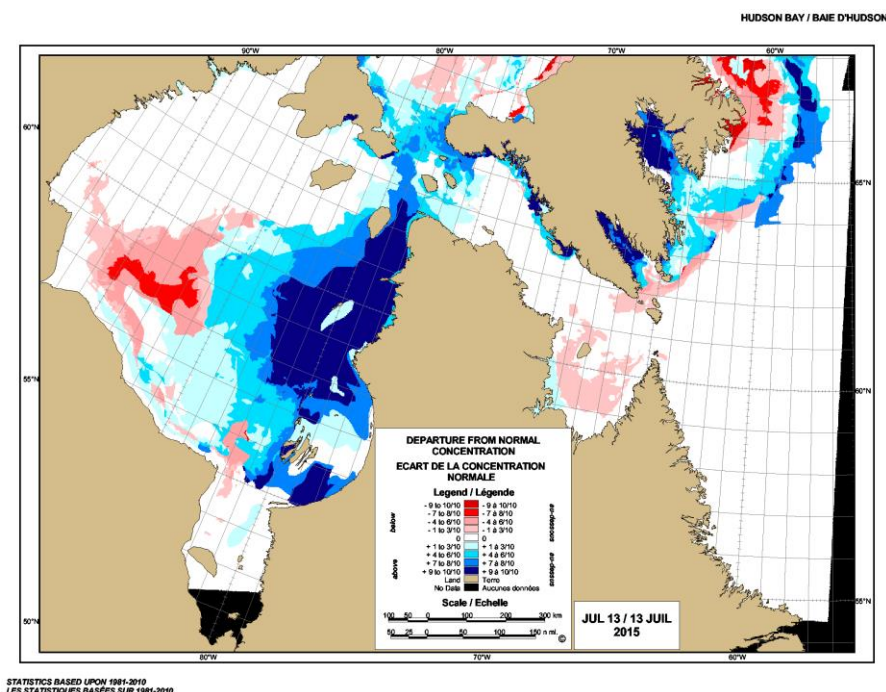 HUDSON BAY / BAIE D'HUDSON
90°W 80°W 70°W 60°W
60°N
65°N
55°N
60°N
50°N
55°N
80°W 70°W 60°W
DEPARTURE FROM NORMAL
CONCENTRATION
ECART DE LA CONCENTRATION
NORMALE
Legend / Légende
below
au-dessous
- 9 to 10/10 - 9 à 10/10
- 7 to 8/10 - 7 à 8/10
- 4 to 6/10 - 4 à 6/10
- 1 to 3/10 - 1 à 3/10
0 0
above
au-dessus
+ 1 to 3/10 + 1 à 3/10
+ 4 to 6/10 + 4 à 6/10
+ 7 to 8/10 + 7 à 8/10
+ 9 to 10/10 + 9 à 10/10
Land Terre
No Data Aucunes données
Scale / Echelle
100 50 0 100 200 300 km
50 25 0 50 100 150 n mi.
JUL 13 / 13 JUIL
2015
STATISTICS BASED UPON 1981-2010
LES STATISTIQUES BASÉES SUR 1981-2010